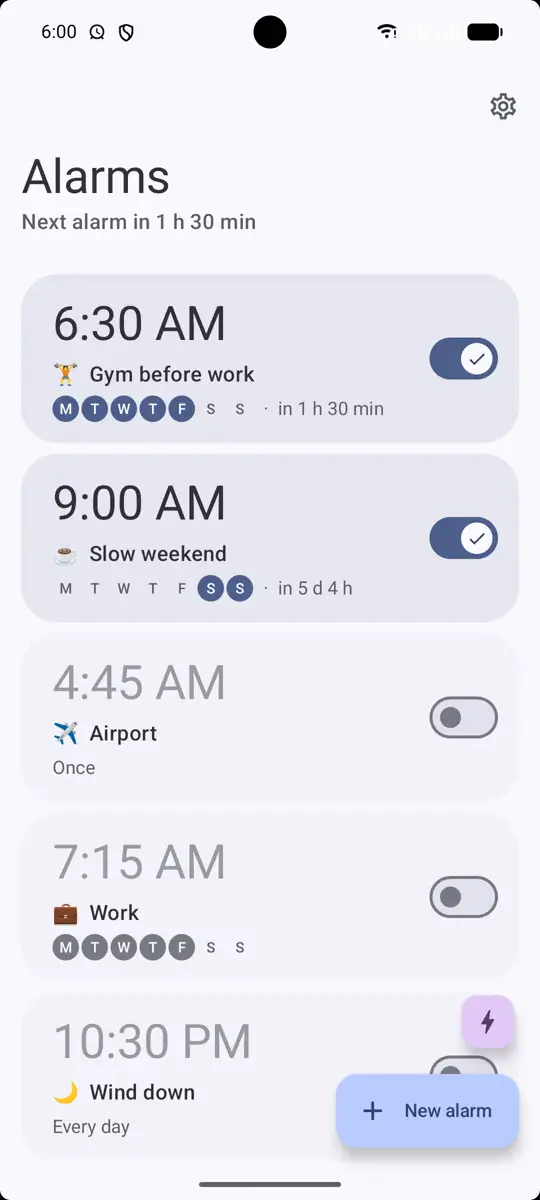 6:00
Alarms
Next alarm in 1 h 30 min
6:30 AM
Gym before work
M T W T F S S · in 1 h 30 min
9:00 AM
Slow weekend
M T W T F S S · in 5 d 4 h
4:45 AM
Airport
Once
7:15 AM
Work
M T W T F S S
10:30 PM
Wind down
Every day
New alarm